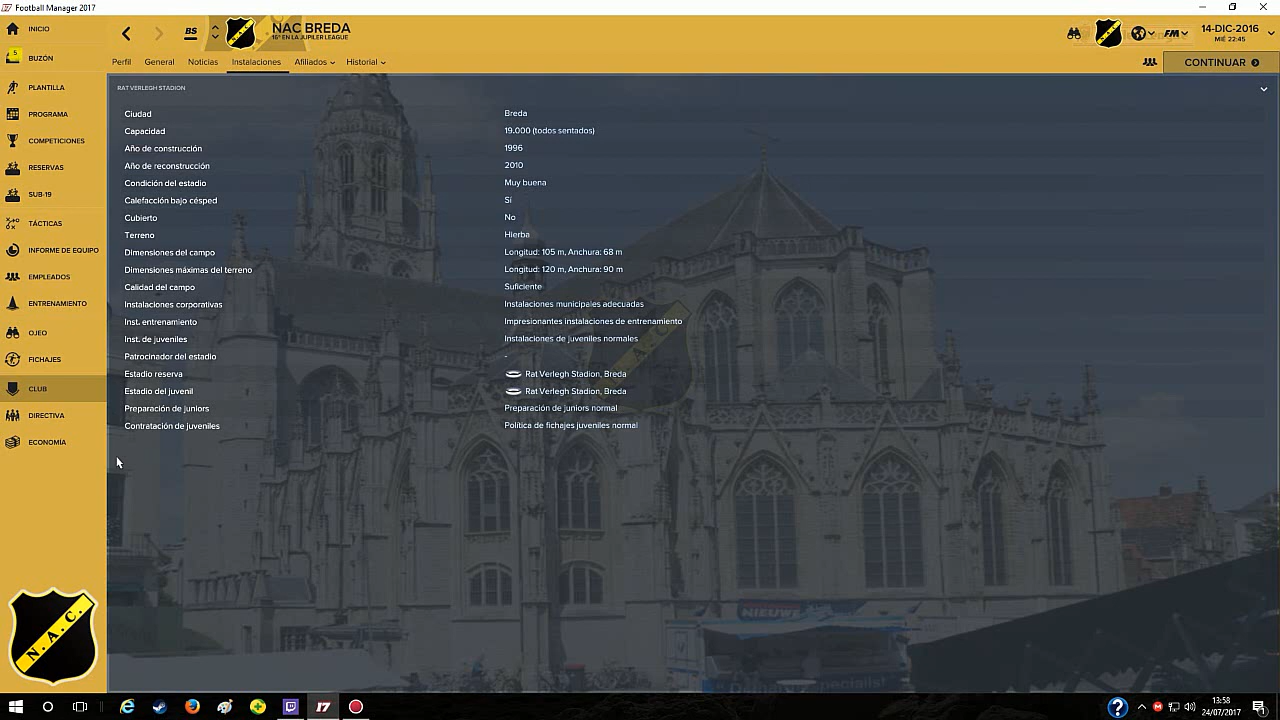 Football Manager 2017
INICIO
5
BUZÓN
PLANTILLA
PROGRAMA
COMPETICIONES
RESERVAS
SUB-19
TÁCTICAS
INFORME DE EQUIPO
EMPLEADOS
ENTRENAMIENTO
OJEO
FICHAJES
CLUB
DIRECTIVA
ECONOMÍA
N.A.C.
BS
NAC BREDA
15º EN LA JUPILER LEAGUE
FM
14-DIC-2016
MIÉ 22:45
Perfil General Noticias Instalaciones Afiliados Historial
CONTINUAR
RAT VERLEGH STADION
Ciudad Breda
Capacidad 19.000 (todos sentados)
Año de construcción 1996
Año de reconstrucción 2010
Condición del estadio Muy buena
Calefacción bajo césped Sí
Cubierto No
Terreno Hierba
Dimensiones del campo Longitud: 105 m, Anchura: 68 m
Dimensiones máximas del terreno Longitud: 120 m, Anchura: 90 m
Calidad del campo Suficiente
Instalaciones corporativas Instalaciones municipales adecuadas
Inst. entrenamiento Impresionantes instalaciones de entrenamiento
Inst. de juveniles Instalaciones de juveniles normales
Patrocinador del estadio -
Estadio reserva Rat Verlegh Stadion, Breda
Estadio del juvenil Rat Verlegh Stadion, Breda
Preparación de juniors Preparación de juniors normal
Contratación de juveniles Política de fichajes juveniles normal
NIEUWE
17
13:58
24/07/2017